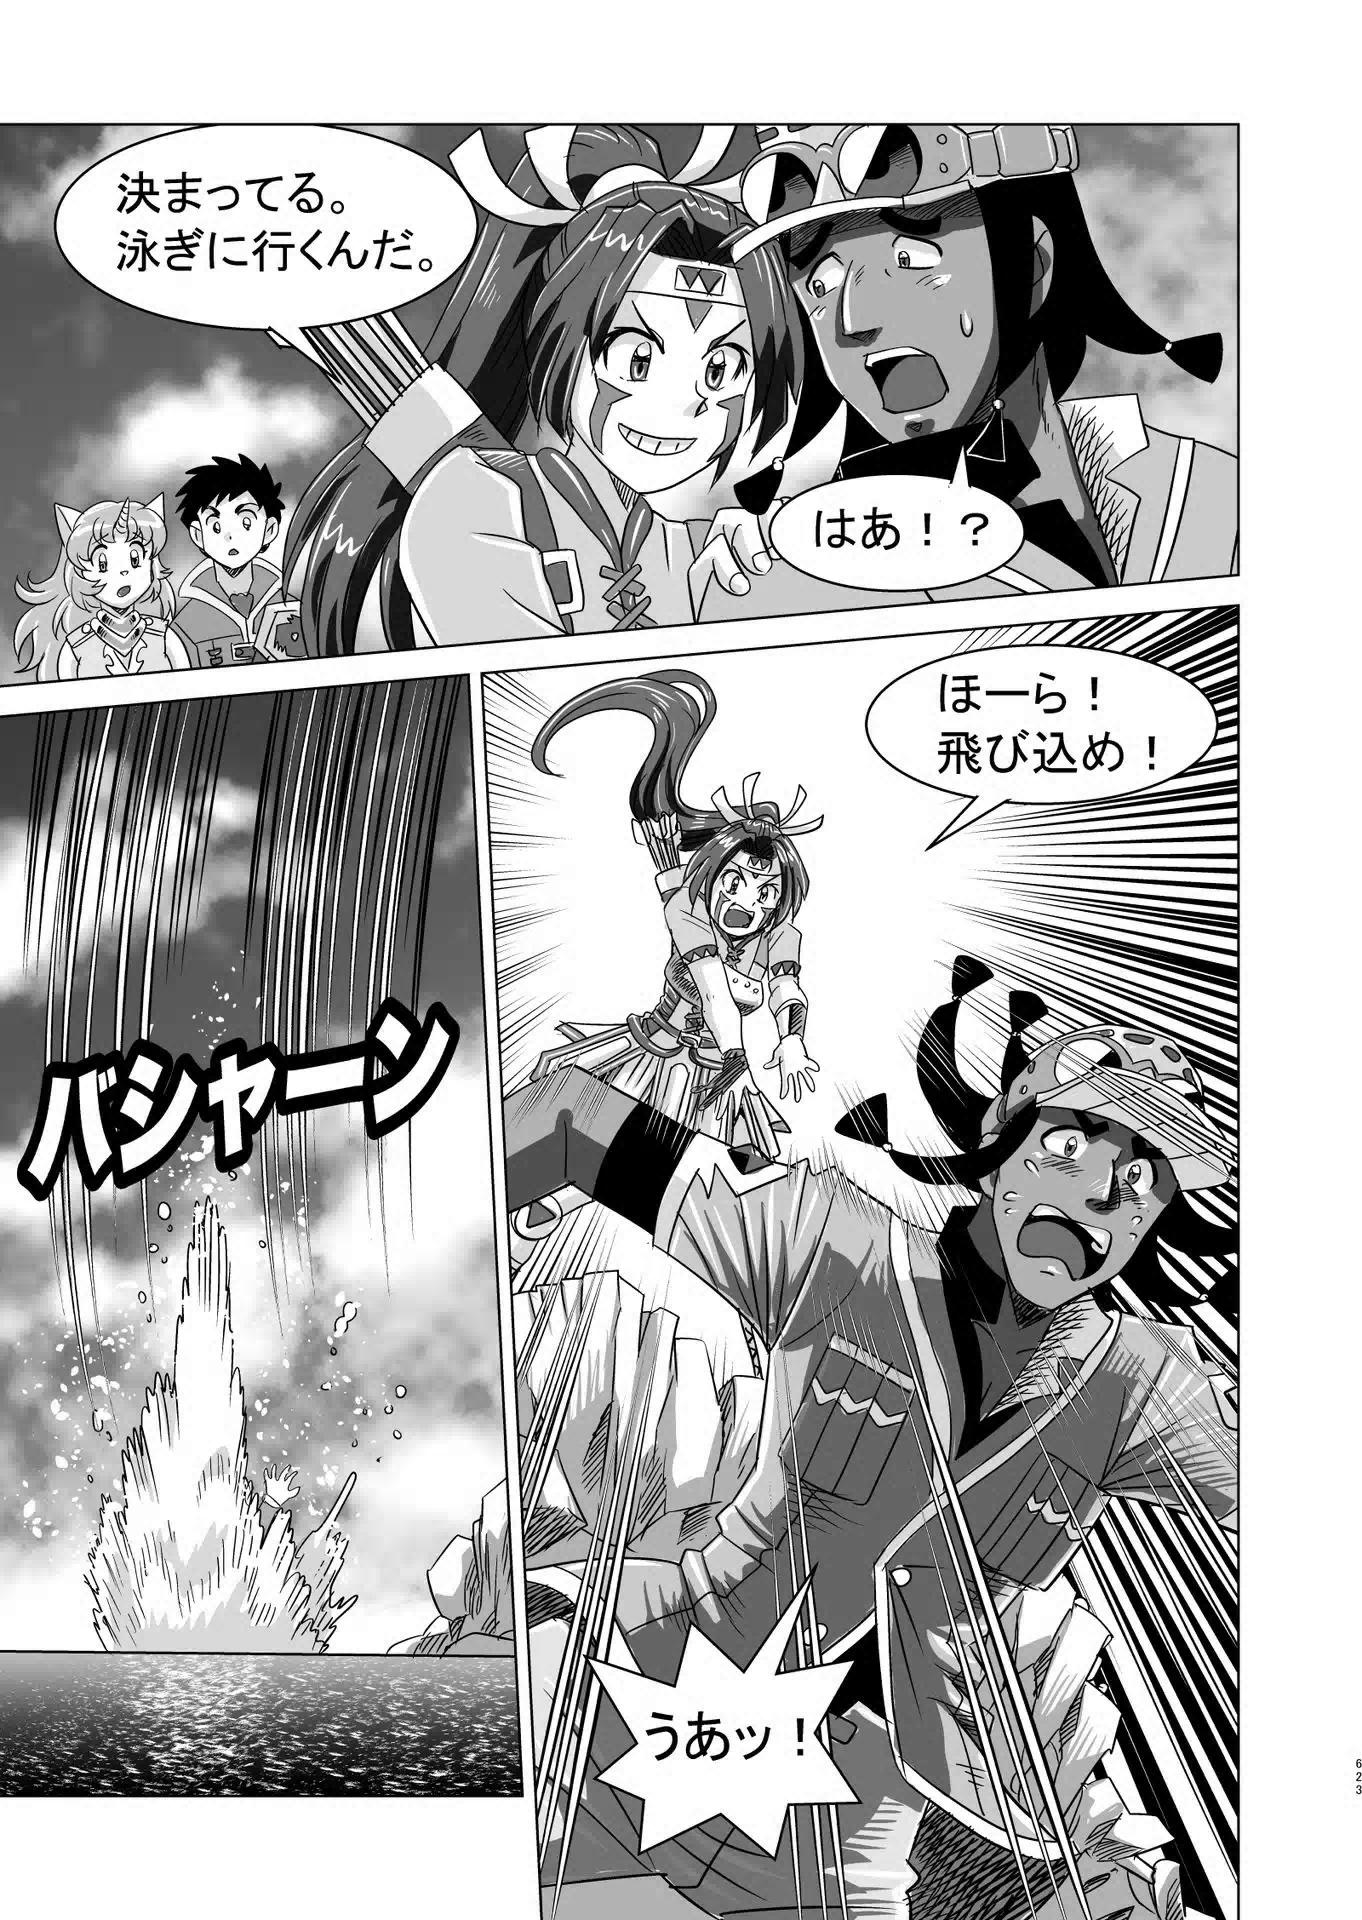 決まってる。
泳ぎに行くんだ。
はあ！？
ほーら！
飛び込め！
うあッ！
バシャーン
623